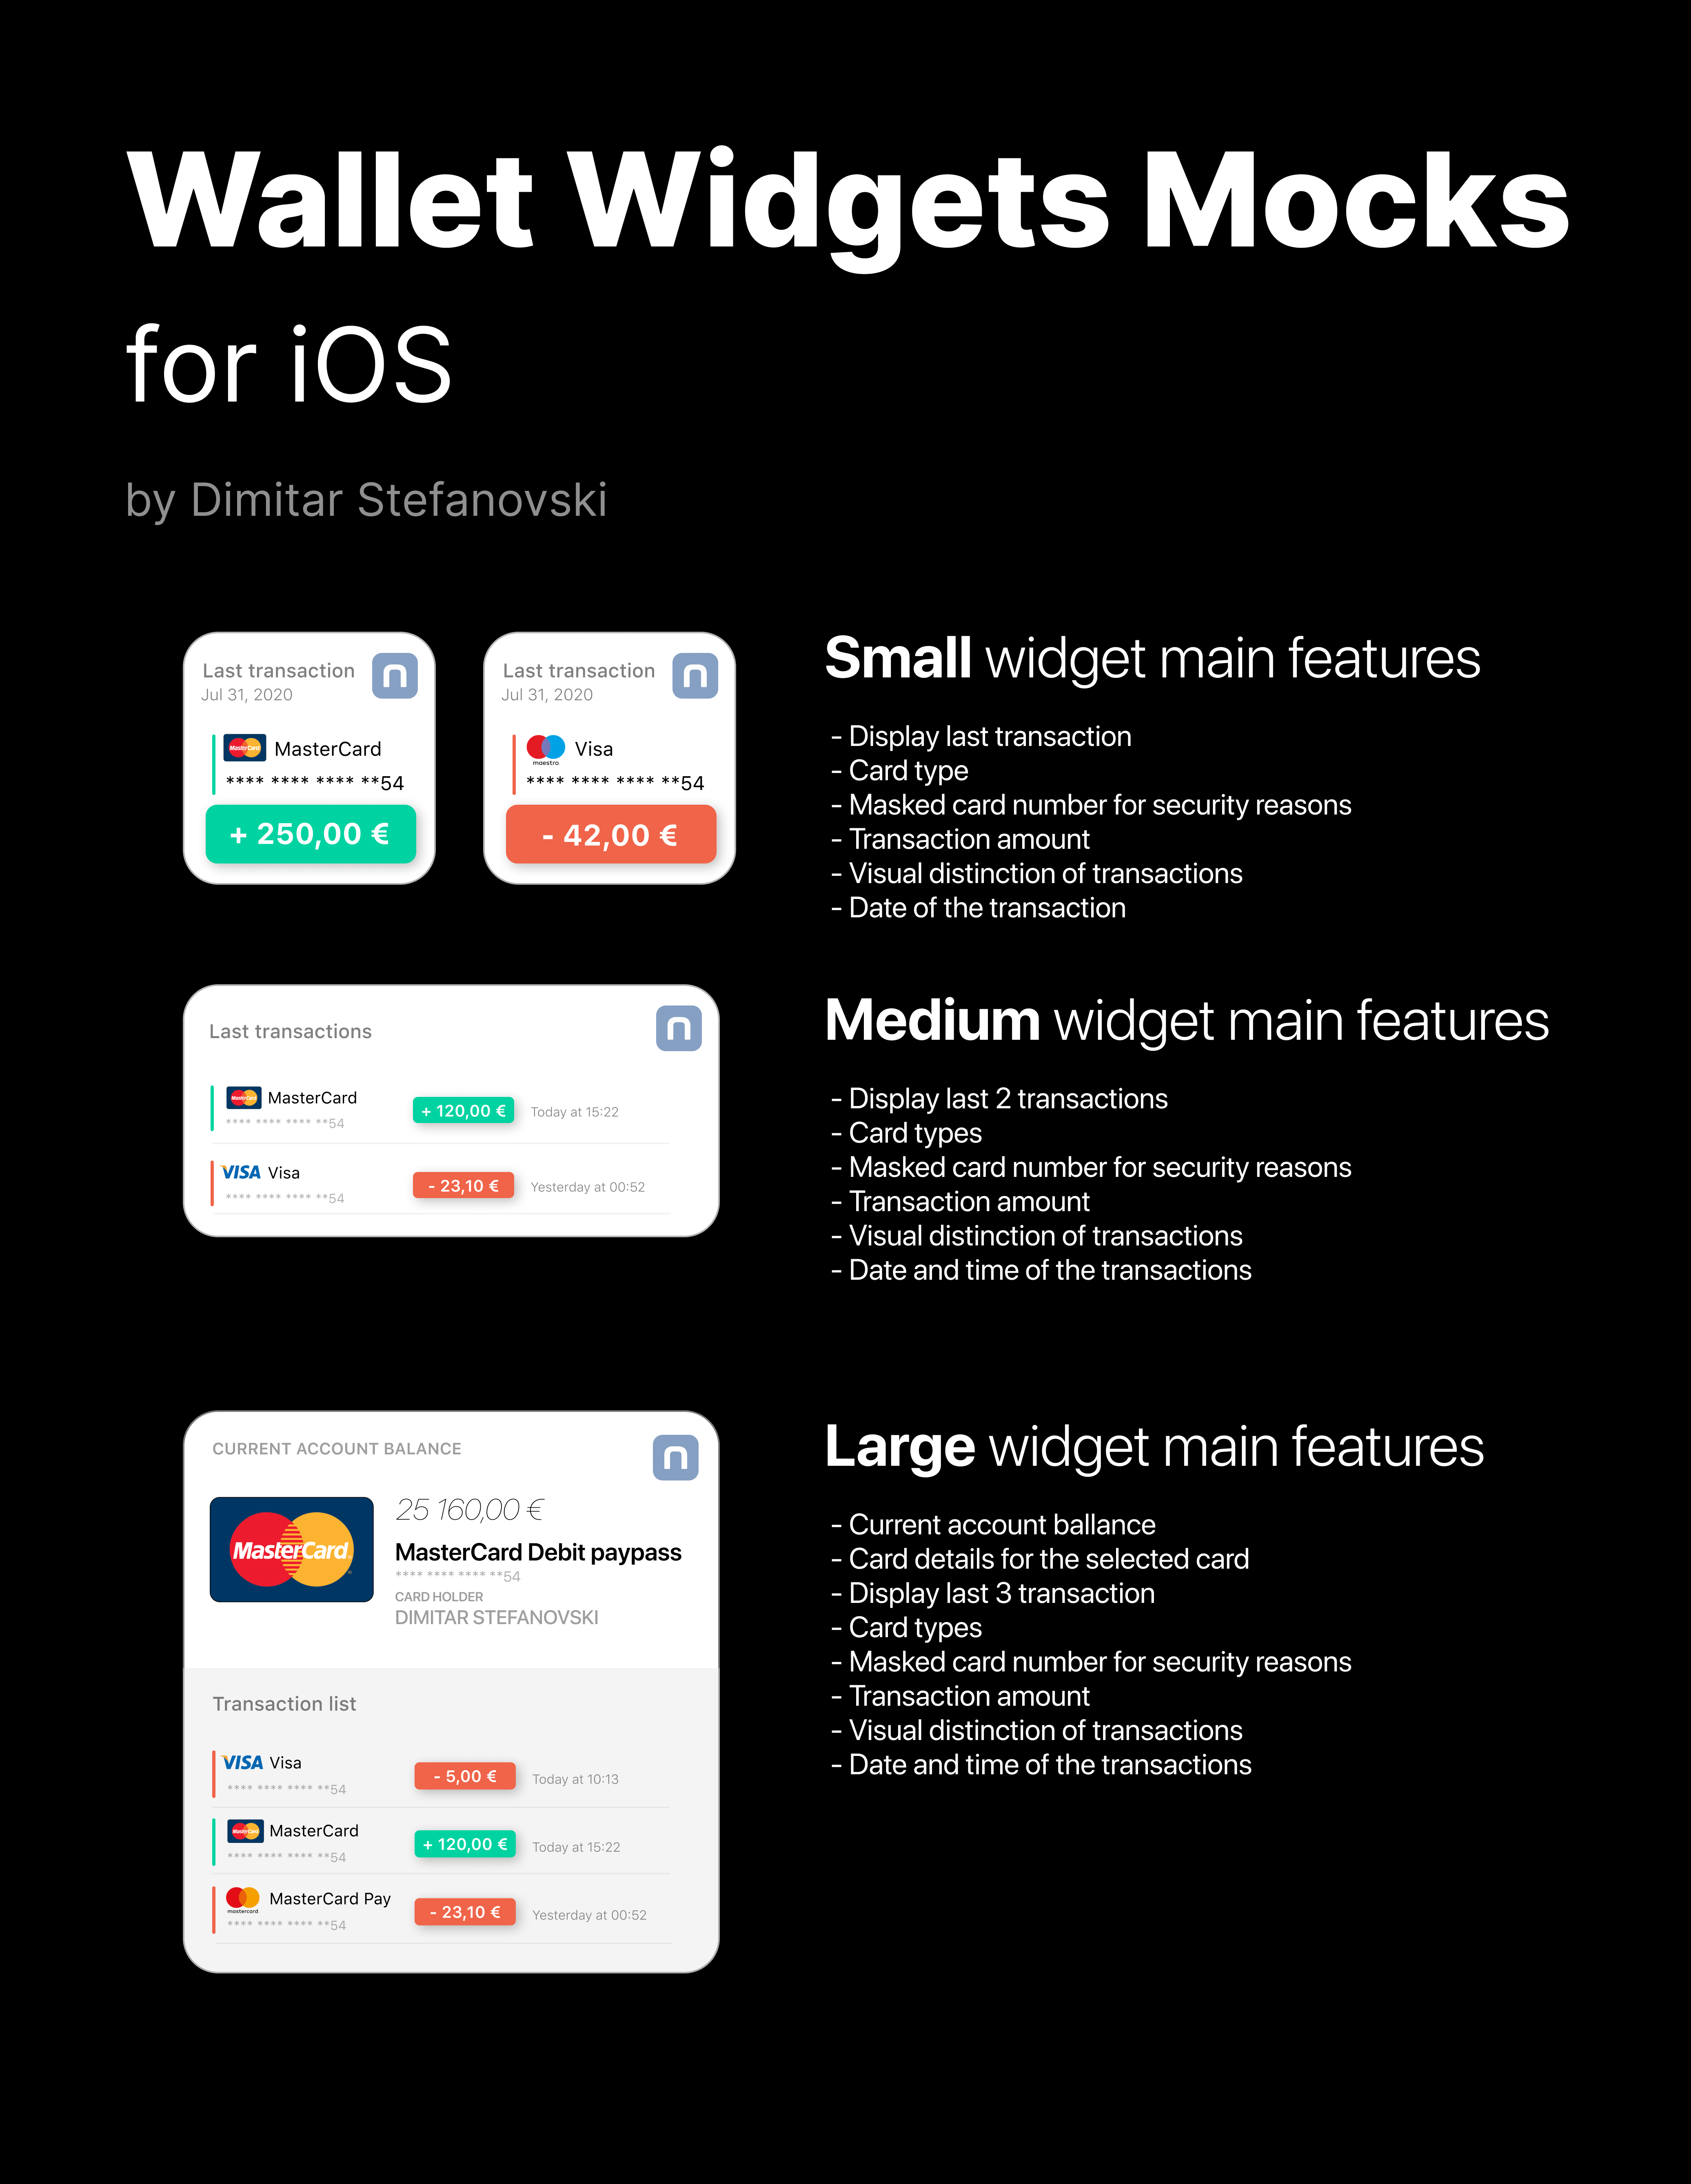 Wallet Widgets Mocks
for iOS
by Dimitar Stefanovski
Last transaction
Jul 31, 2020
n
MasterCard
MasterCard
**** **** **** **54
+ 250,00 €
Last transaction
Jul 31, 2020
n
maestro
Visa
**** **** **** **54
- 42,00 €
Small widget main features
- Display last transaction
- Card type
- Masked card number for security reasons
- Transaction amount
- Visual distinction of transactions
- Date of the transaction
Last transactions
n
MasterCard
MasterCard
**** **** **** **54
+ 120,00 €
Today at 15:22
VISA Visa
**** **** **** **54
- 23,10 €
Yesterday at 00:52
Medium widget main features
- Display last 2 transactions
- Card types
- Masked card number for security reasons
- Transaction amount
- Visual distinction of transactions
- Date and time of the transactions
CURRENT ACCOUNT BALANCE
n
MasterCard
25 160,00 €
MasterCard Debit paypass
**** **** **** **54
CARD HOLDER
DIMITAR STEFANOVSKI
Transaction list
VISA Visa
**** **** **** **54
- 5,00 €
Today at 10:13
MasterCard
MasterCard
**** **** **** **54
+ 120,00 €
Today at 15:22
mastercard
MasterCard Pay
**** **** **** **54
- 23,10 €
Yesterday at 00:52
Large widget main features
- Current account ballance
- Card details for the selected card
- Display last 3 transaction
- Card types
- Masked card number for security reasons
- Transaction amount
- Visual distinction of transactions
- Date and time of the transactions